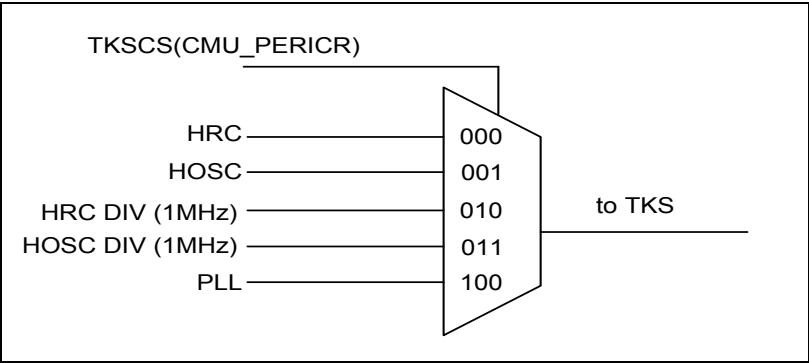 TKSCS(CMU_PERICR)
HRC 000
HOSC 001
HRC DIV (1MHz) 010 to TKS
HOSC DIV (1MHz) 011
PLL 100